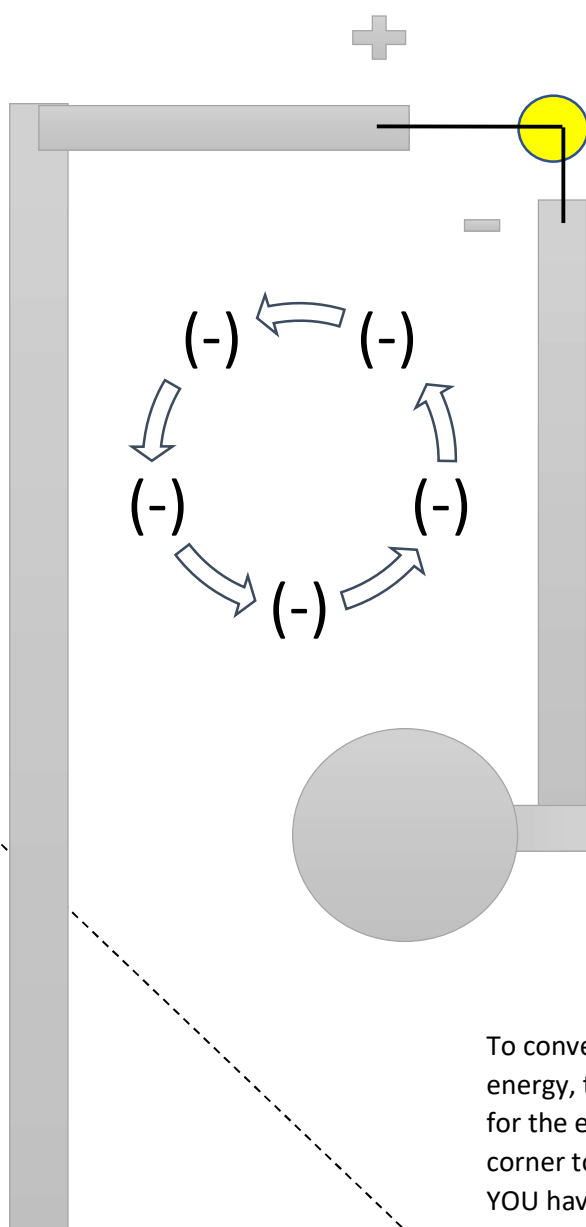 (-) (-)
(-) (-)
(-)
To conve
energy, t
for the e
corner to
YOU hav